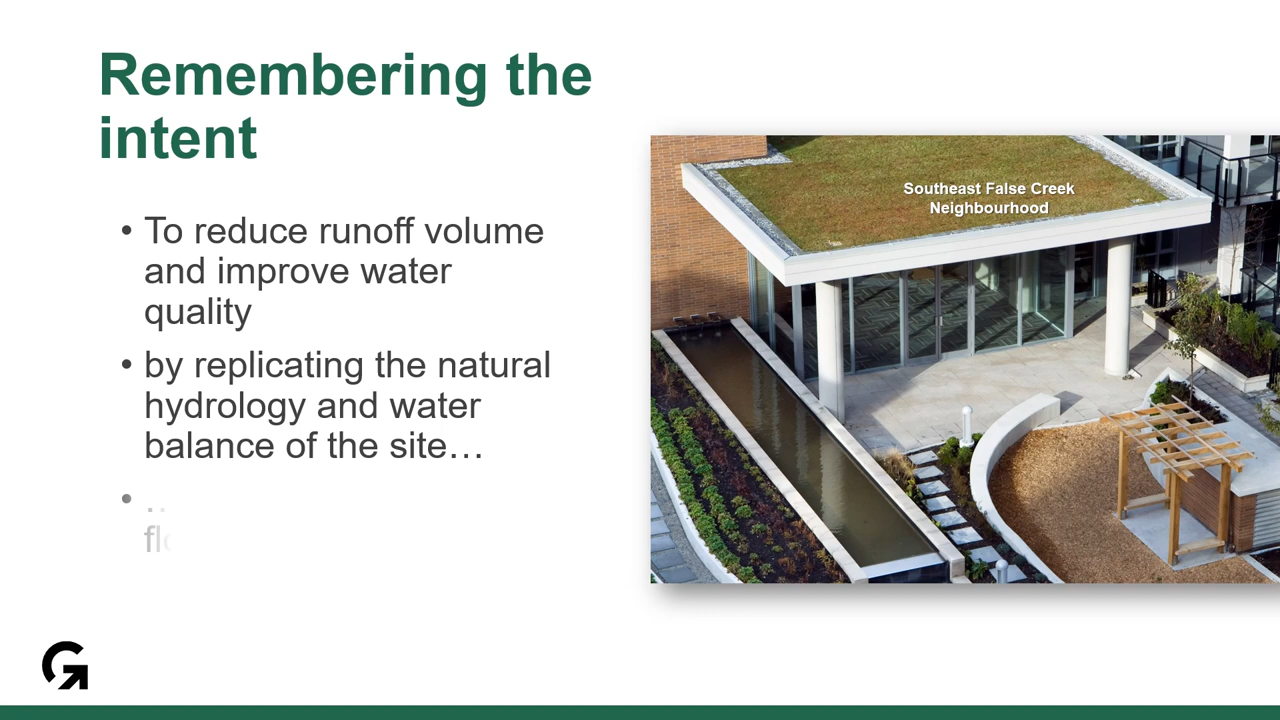 Remembering the
intent
• To reduce runoff volume
and improve water
quality
• by replicating the natural
hydrology and water
balance of the site…
Southeast False Creek
Neighbourhood